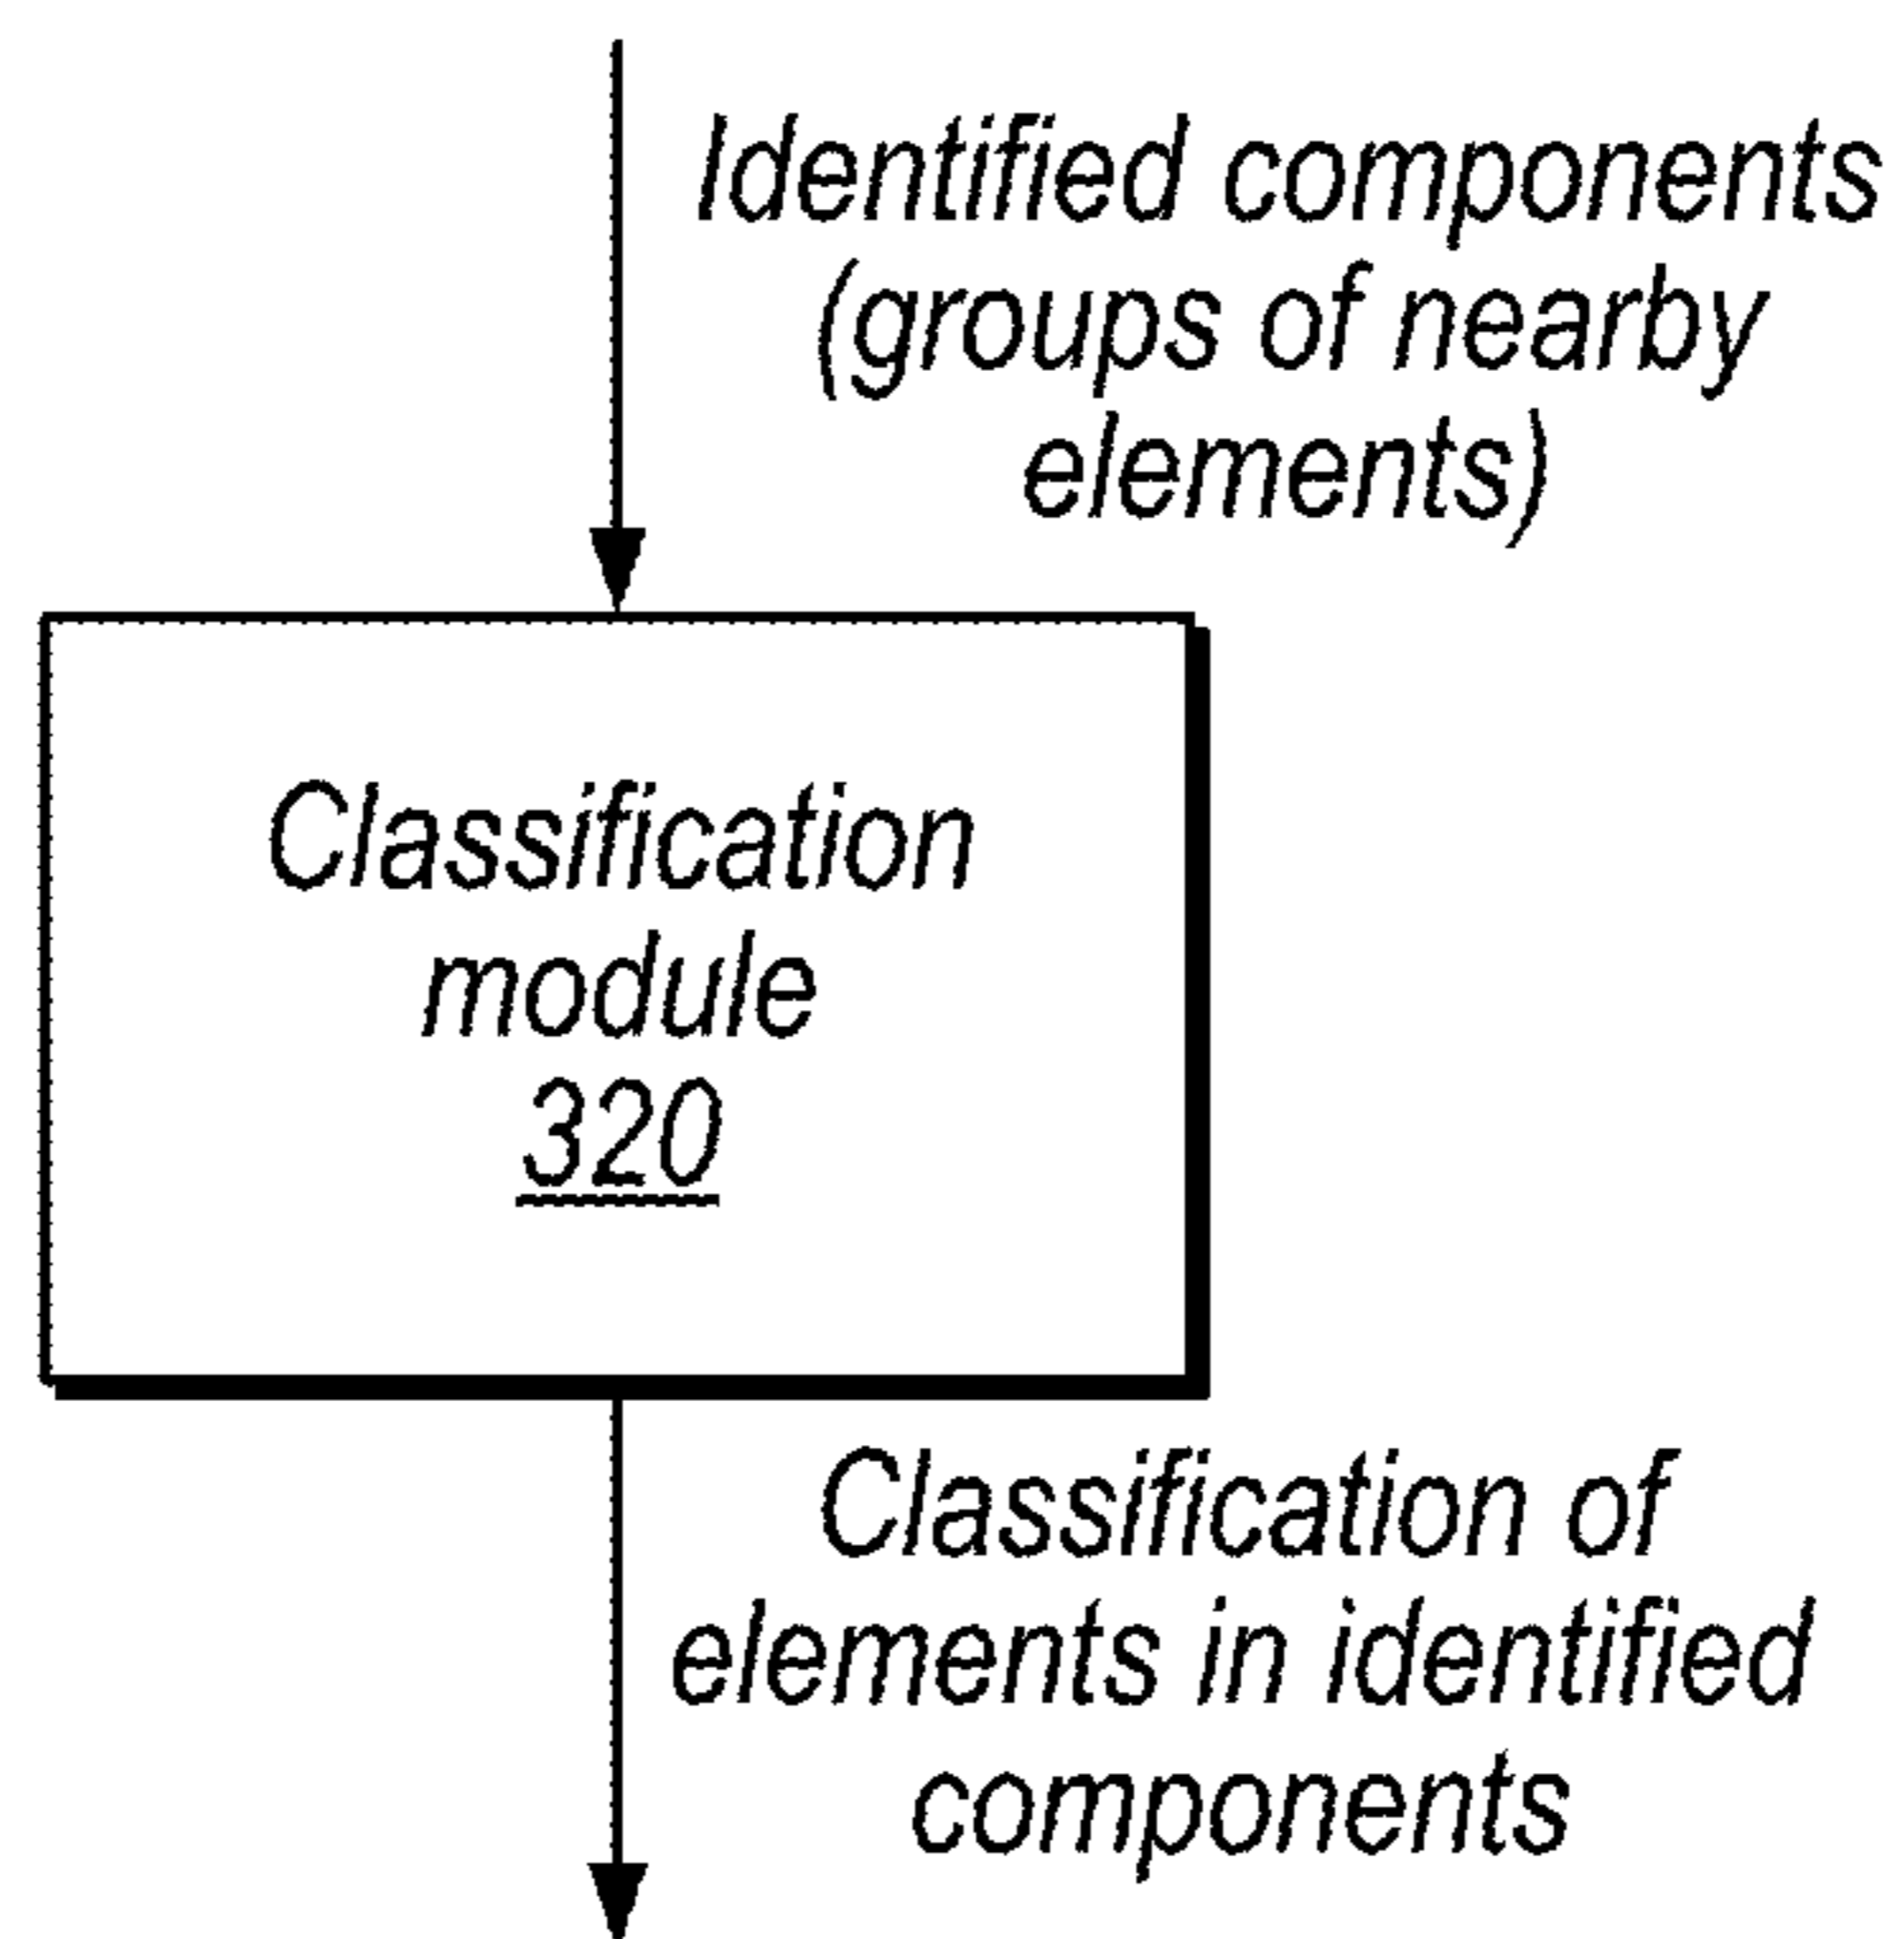 Identified components
(groups of nearby
elements)
Classification
module
320
Classification of
elements in identified
components